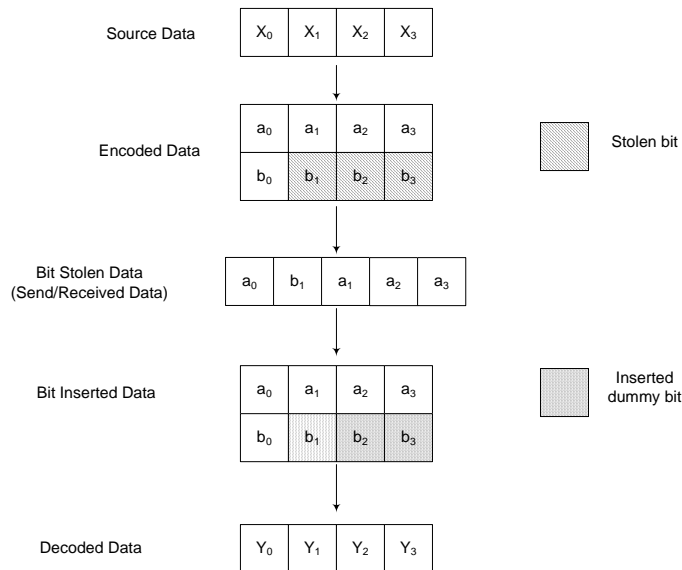 Source Data
X₀ X₁ X₂ X₃
a₀ a₁ a₂ a₃
Encoded Data
b₀ b₁ b₂ b₃
Stolen bit
Bit Stolen Data
(Send/Received Data)
a₀ b₁ a₁ a₂ a₃
Bit Inserted Data
a₀ a₁ a₂ a₃
b₀ b₁ b₂ b₃
Inserted
dummy bit
Decoded Data
Y₀ Y₁ Y₂ Y₃